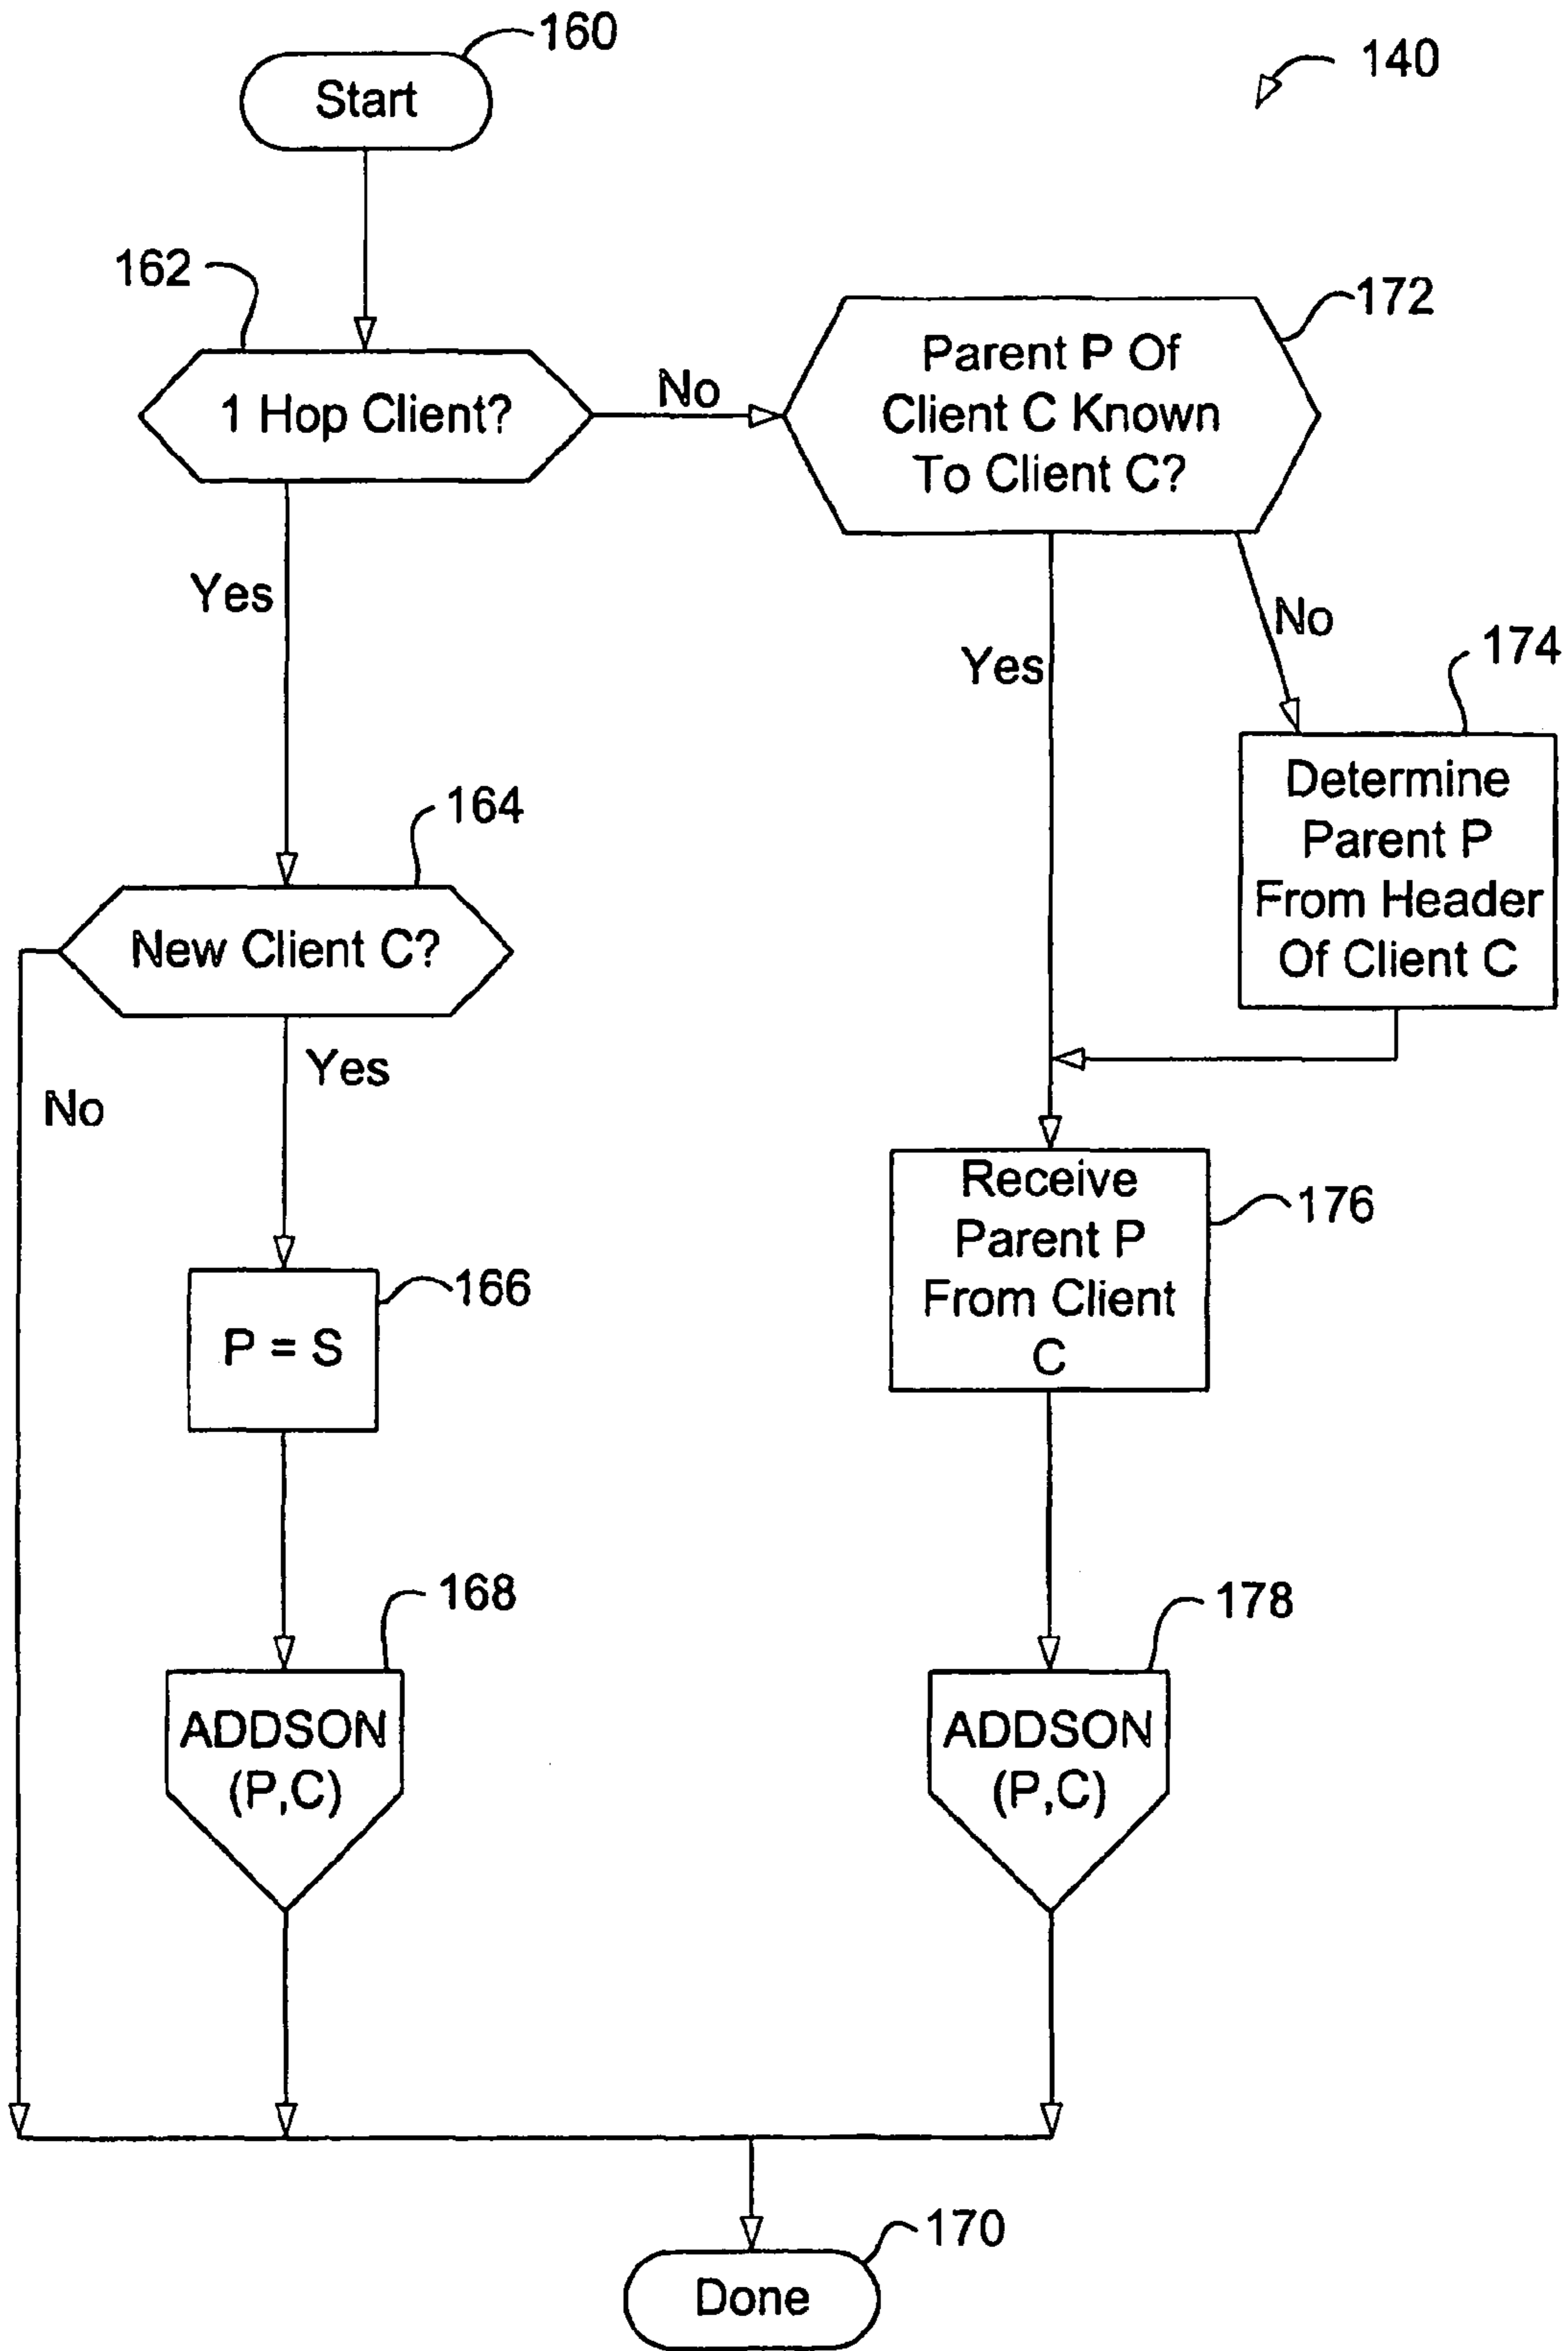 160
Start
140
162
1 Hop Client?
No
172
Parent P Of
Client C Known
To Client C?
Yes
Yes
No
174
Determine
Parent P
From Header
Of Client C
164
New Client C?
Yes
No
Receive
Parent P
From Client
C
176
166
P = S
168
ADDSON
(P,C)
178
ADDSON
(P,C)
170
Done